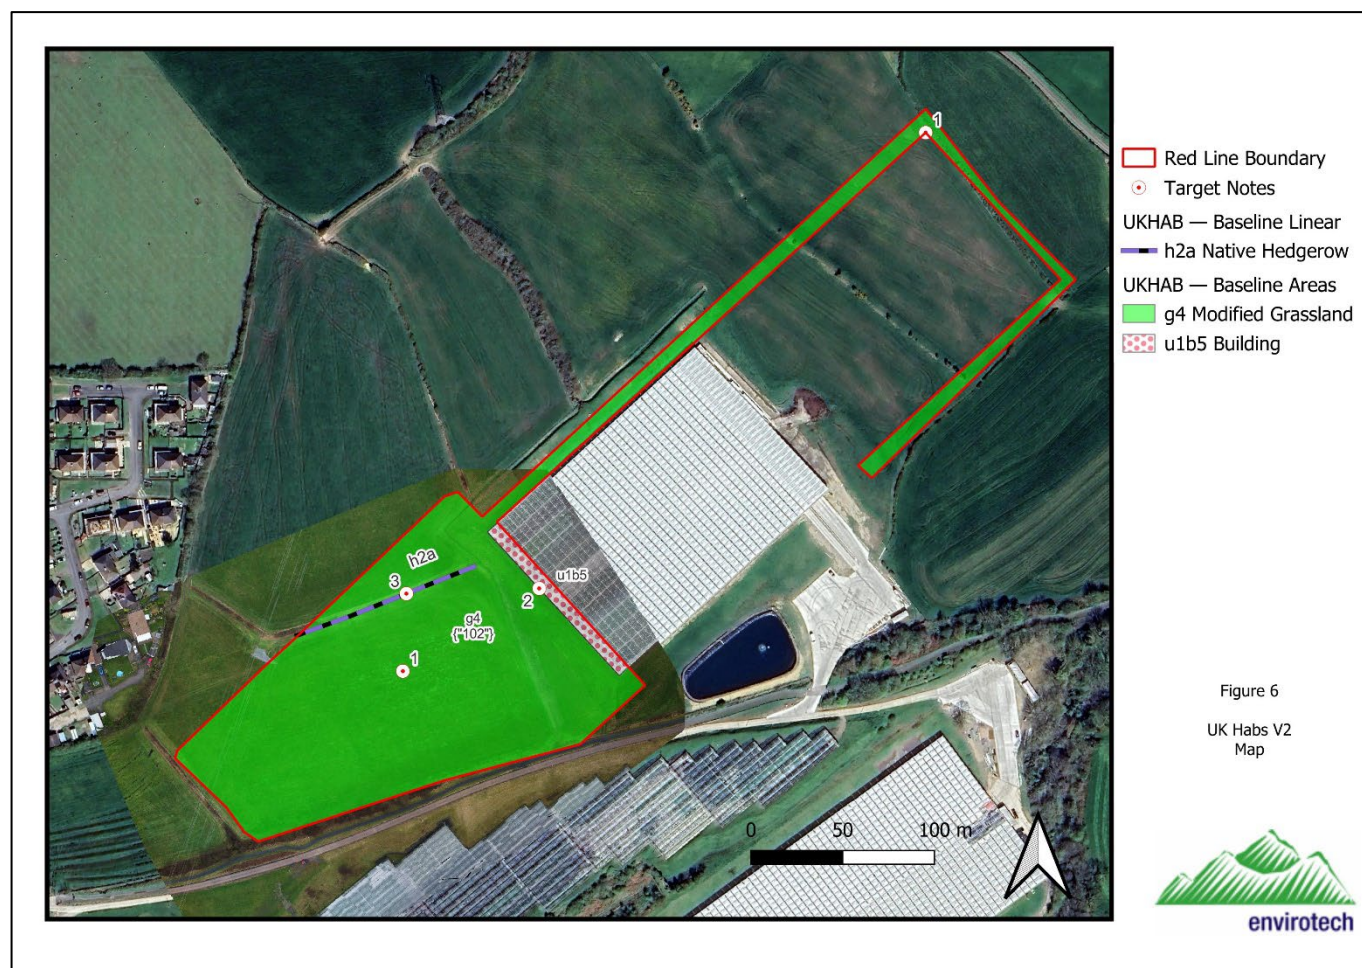 1
h2a
3
u1b5
2
g4
{"102"}
1
0 50 100 m
Red Line Boundary
Target Notes
UKHAB — Baseline Linear
h2a Native Hedgerow
UKHAB — Baseline Areas
g4 Modified Grassland
u1b5 Building
Figure 6
UK Habs V2
Map
envirotech